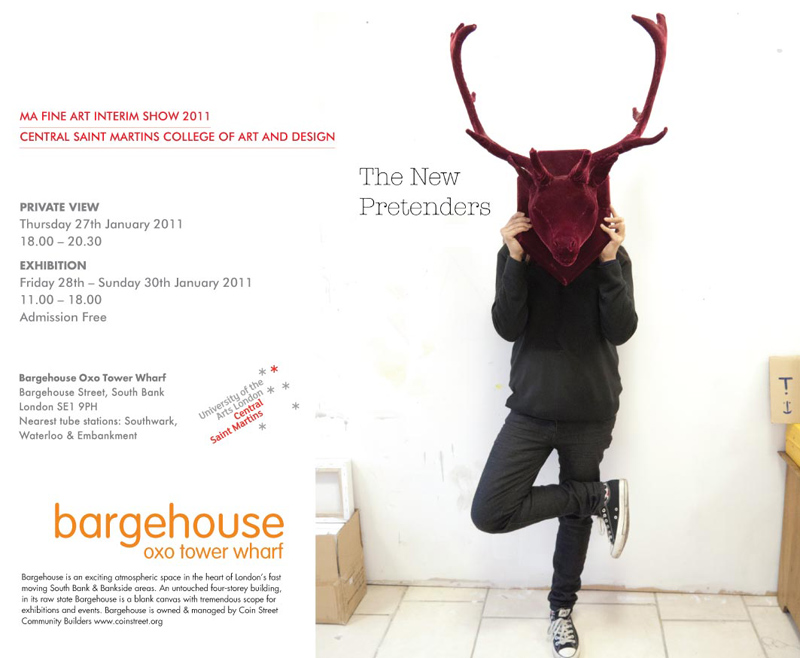 MA FINE ART INTERIM SHOW 2011
CENTRAL SAINT MARTINS COLLEGE OF ART AND DESIGN
The New
Pretenders
PRIVATE VIEW
Thursday 27th January 2011
18.00 – 20.30
EXHIBITION
Friday 28th – Sunday 30th January 2011
11.00 – 18.00
Admission Free
Bargehouse Oxo Tower Wharf
Bargehouse Street, South Bank
London SE1 9PH
Nearest tube stations: Southwark,
Waterloo & Embankment
University of the
Arts London
Central
Saint Martins
bargehouse
oxo tower wharf
Bargehouse is an exciting atmospheric space in the heart of London's fast
moving South Bank & Bankside areas. An untouched four-storey building,
in its raw state Bargehouse is a blank canvas with tremendous scope for
exhibitions and events. Bargehouse is owned & managed by Coin Street
Community Builders www.coinstreet.org